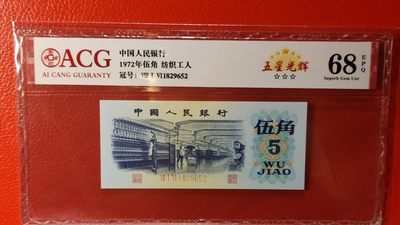 ACG
AI CANG GUARANTY
中国人民银行
1972年伍角 纺织工人
冠号: ⅧⅠⅥ1829652
五星光辉
68
EPQ
Superb Gem Unc
中国人民银行
伍角
5
WU
JIAO
ⅧⅠⅥ1829652